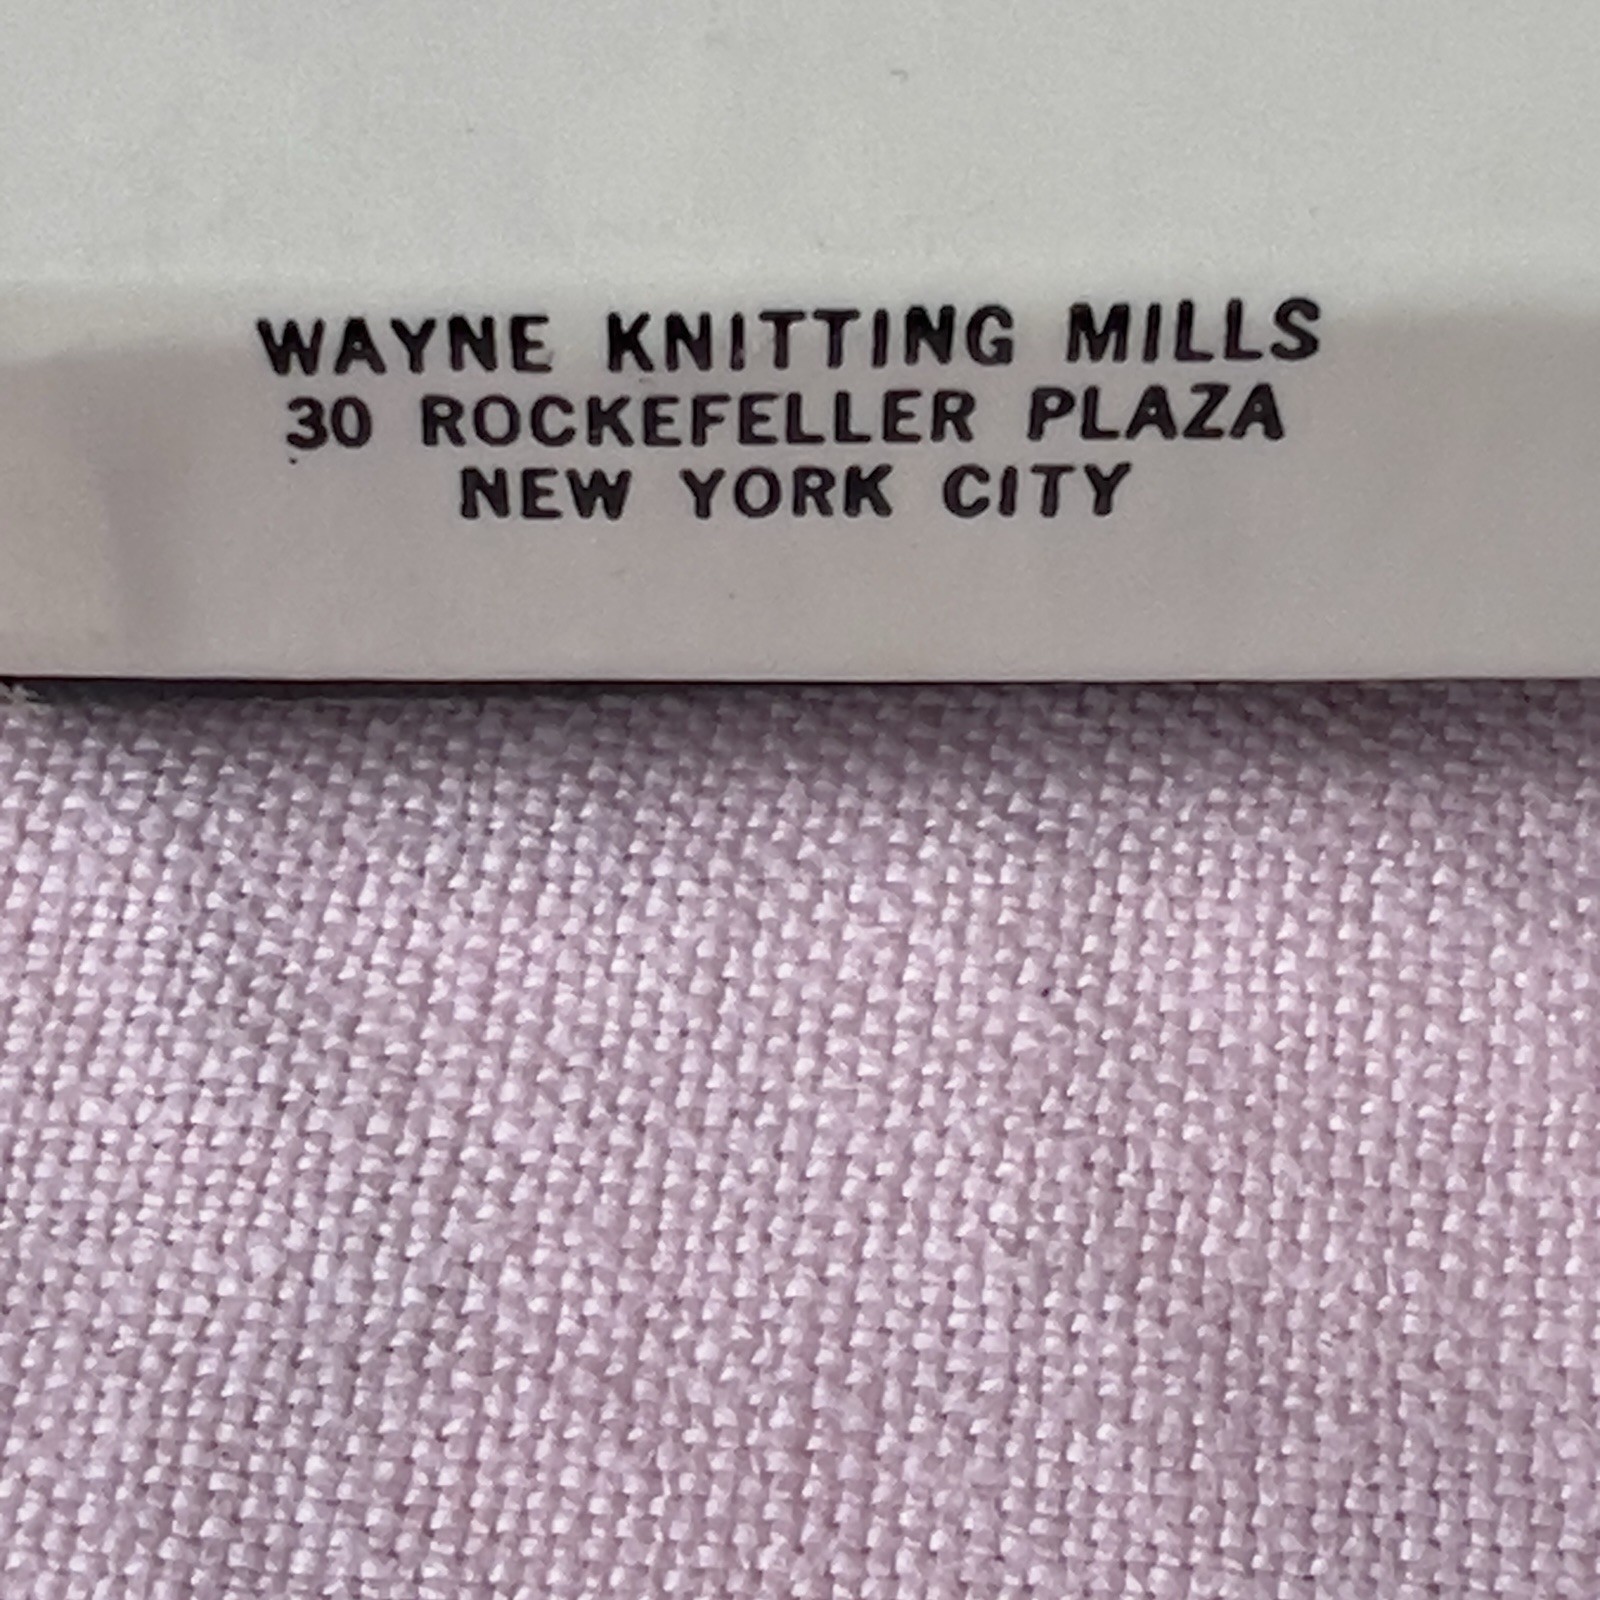 WAYNE KNITTING MILLS
30 ROCKEFELLER PLAZA
NEW YORK CITY